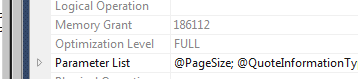 Logical Operation
Memory Grant 186112
Optimization Level FULL
Parameter List @PageSize; @QuoteInformationTy